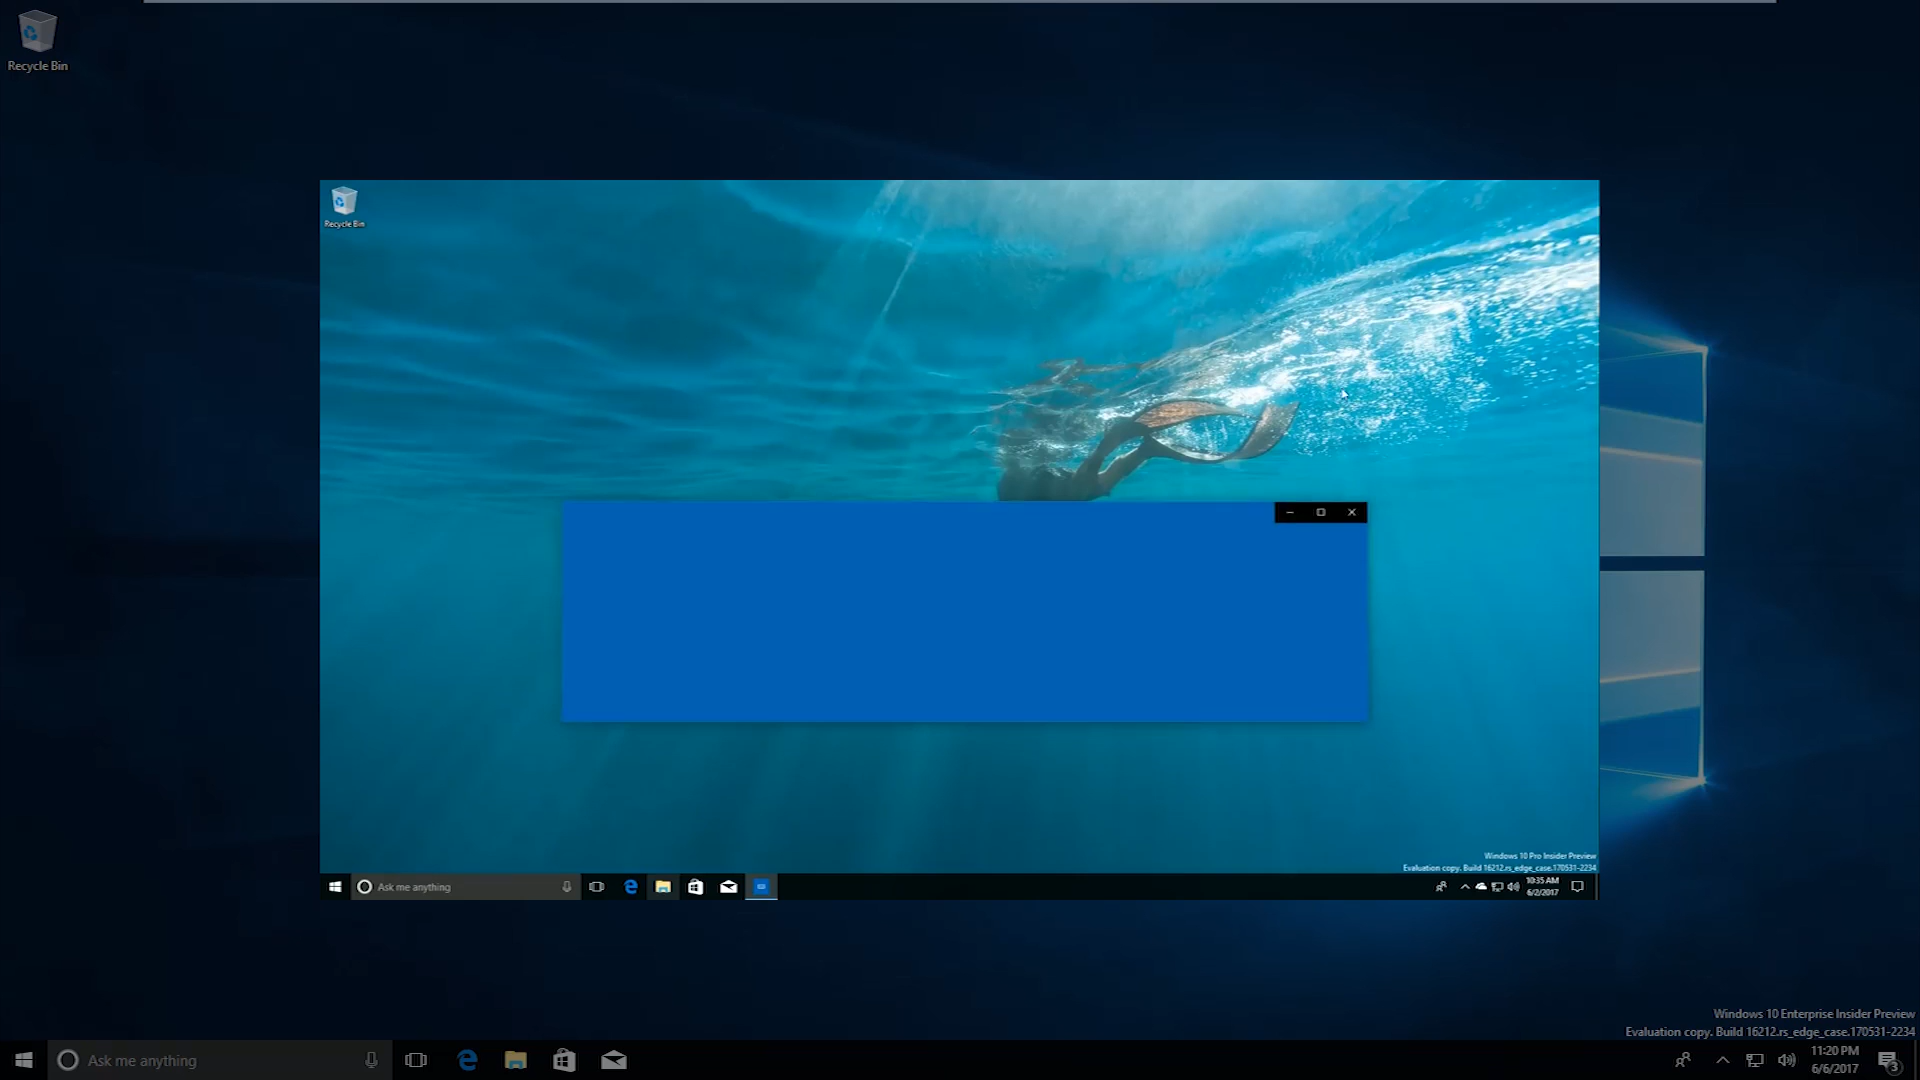 Recycle Bin
Recycle Bin
Windows 10 Pro Insider Preview
Evaluation copy. Build 16212.rs_edge_case.170531-2234
Ask me anything
10:35 AM
6/2/2017
Windows 10 Enterprise Insider Preview
Evaluation copy. Build 16212.rs_edge_case.170531-2234
Ask me anything
11:20 PM
6/6/2017
3